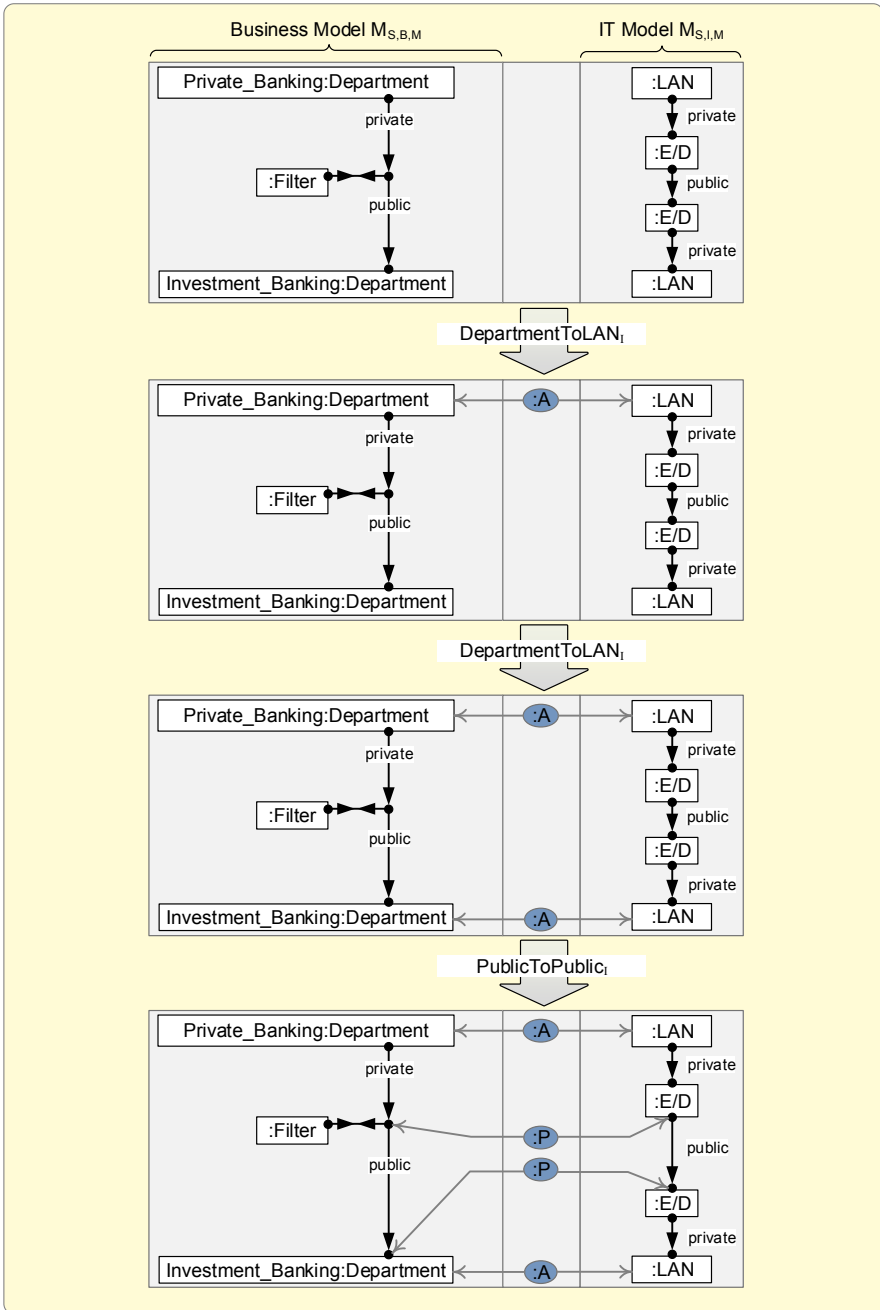 Business Model M_S,B,M IT Model M_S,I,M
Private_Banking:Department :LAN
private private
:Filter :E/D
public public
:E/D
private
Investment_Banking:Department :LAN
DepartmentToLAN_I
Private_Banking:Department :A :LAN
private private
:E/D
:Filter public
public :E/D
private
Investment_Banking:Department :LAN
DepartmentToLAN_I
Private_Banking:Department :A :LAN
private private
:E/D
:Filter public
public :E/D
private
Investment_Banking:Department :A :LAN
PublicToPublic_I
Private_Banking:Department :A :LAN
private private
:E/D
:Filter :P
public public
:P
:E/D
private
Investment_Banking:Department :A :LAN